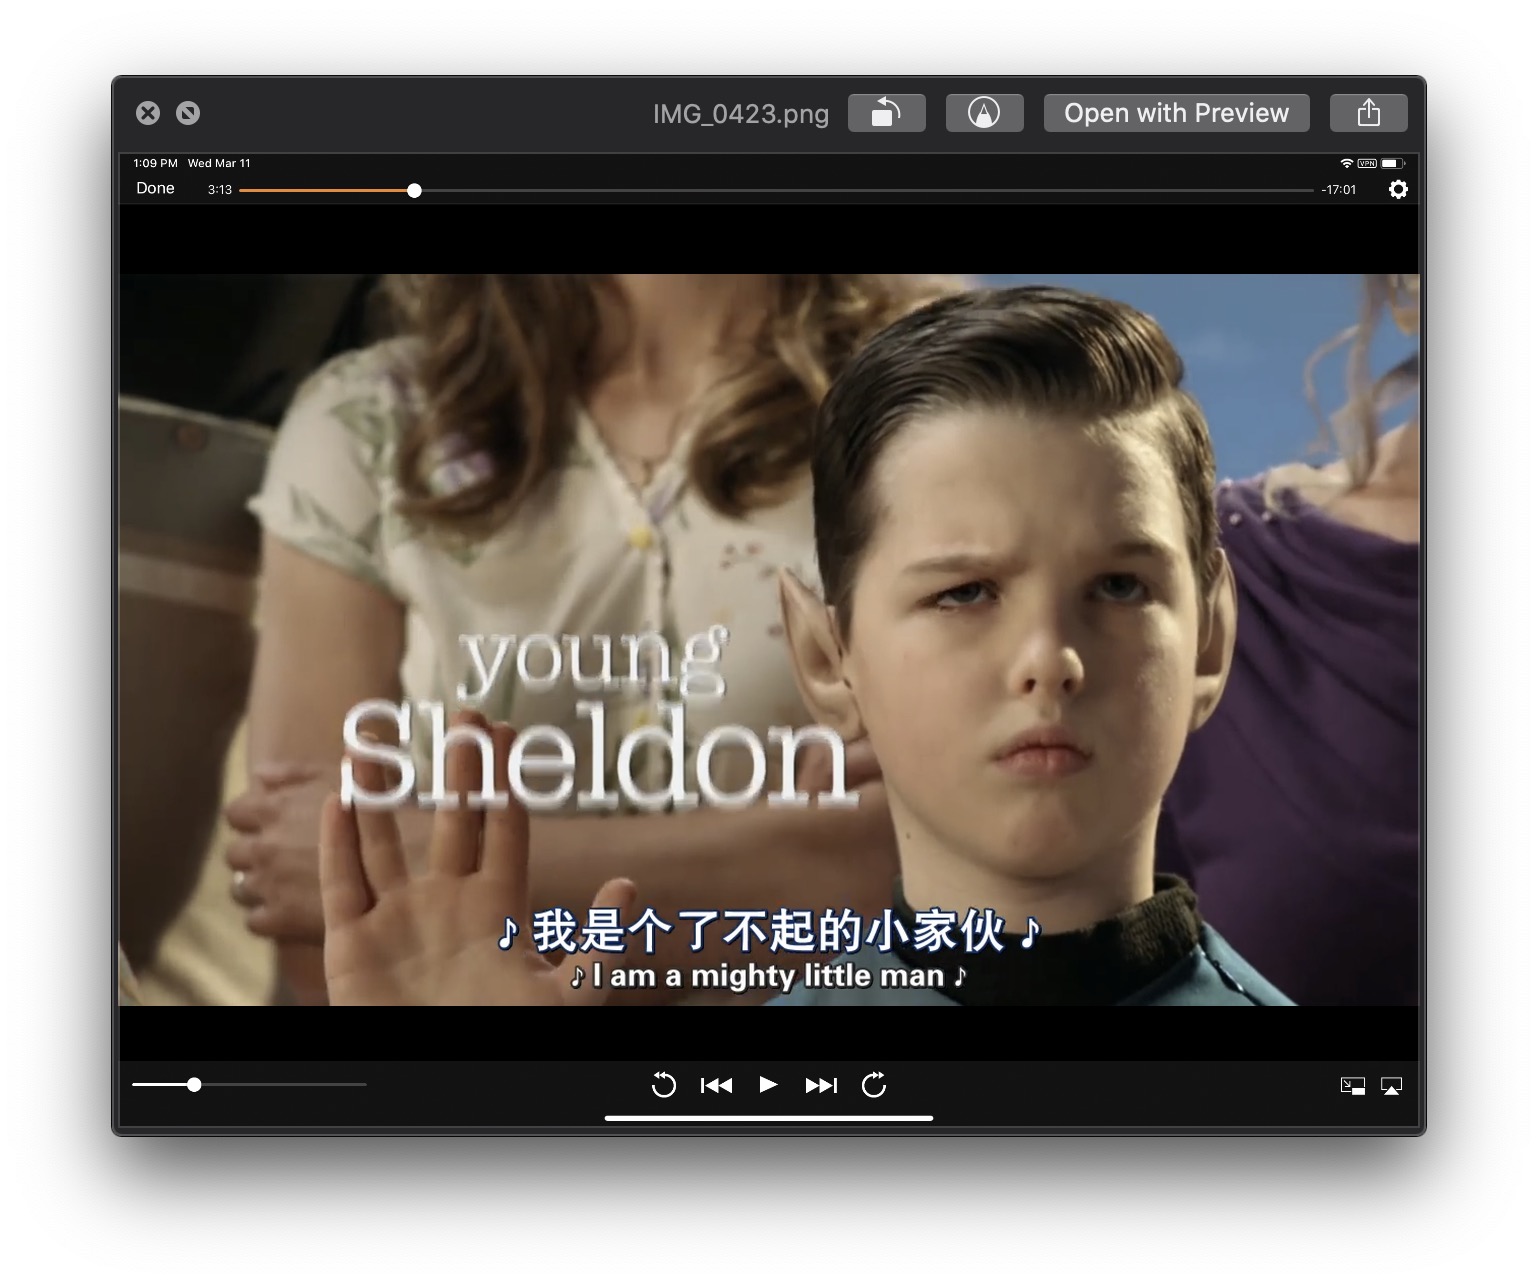 IMG_0423.png
Open with Preview
1:09 PM Wed Mar 11
VPN
Done 3:13 -17:01
young
Sheldon
♪ 我是个了不起的小家伙 ♪
♪ I am a mighty little man ♪